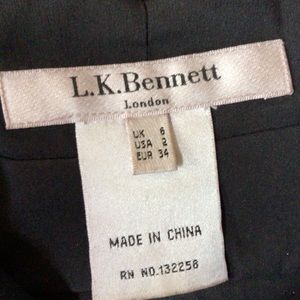 L.K.Bennett
London
UK 6
USA 2
EUR 34
MADE IN CHINA
RN NO.132258